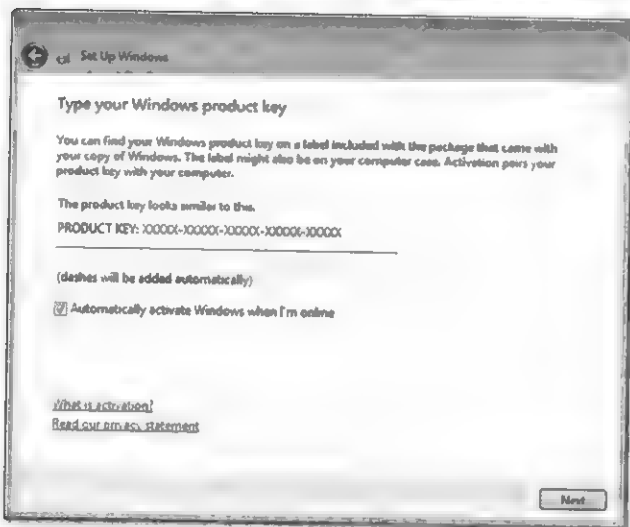 Set Up Windows
Type your Windows product key
You can find your Windows product key on a label included with the package that came with
your copy of Windows. The label might also be on your computer case. Activation pairs your
product key with your computer.
The product key looks similar to this.
PRODUCT KEY: XXXXX-XXXXX-XXXXX-XXXXX-XXXXX
(dashes will be added automatically)
Automatically activate Windows when I'm online
What is activation?
Read our privacy statement
Next